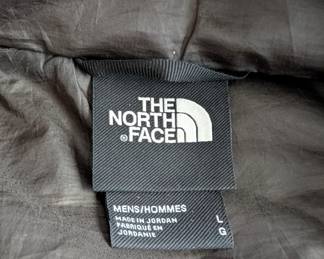 THE
NORTH
®FACE
MENS/HOMMES
MADE IN JORDAN
FABRIQUÉ EN
JORDANIE
L
G